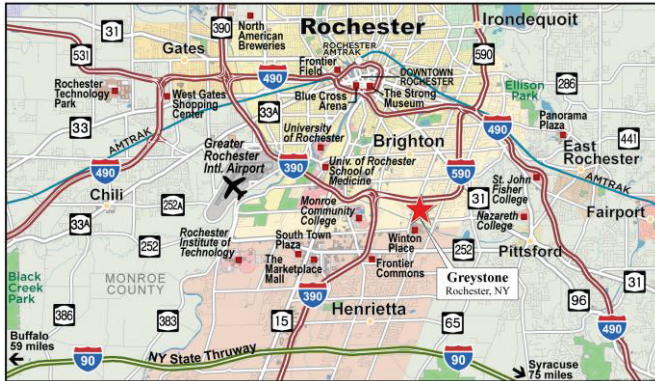 31
390
North
American
Breweries
Rochester
Irondequoit
531
Gates
ROCHESTER
AMTRAK
590
490
Frontier
Field
DOWNTOWN
ROCHESTER
Ellison
Park
286
Rochester
Technology
Park
West Gates
Shopping
Center
33A
Blue Cross
Arena
The Strong
Museum
Panorama
Plaza
33
AMTRAK
University
of Rochester
Brighton
490
441
East
Rochester
Greater
Rochester
Intl. Airport
390
Univ. of Rochester
School of
Medicine
590
490
Chili
252A
St. John
Fisher
College
AMTRAK
31
Monroe
Community
College
Nazareth
College
Fairport
33A
252
Rochester
Institute of
Technology
South Town
Plaza
Winton
Place
252
Pittsford
The
Marketplace
Mall
Frontier
Commons
Greystone
Rochester, NY
31
Black
Creek
Park
MONROE
COUNTY
390
Henrietta
96
386
383
15
65
490
Buffalo
59 miles
90
NY State Thruway
90
Syracuse
75 miles